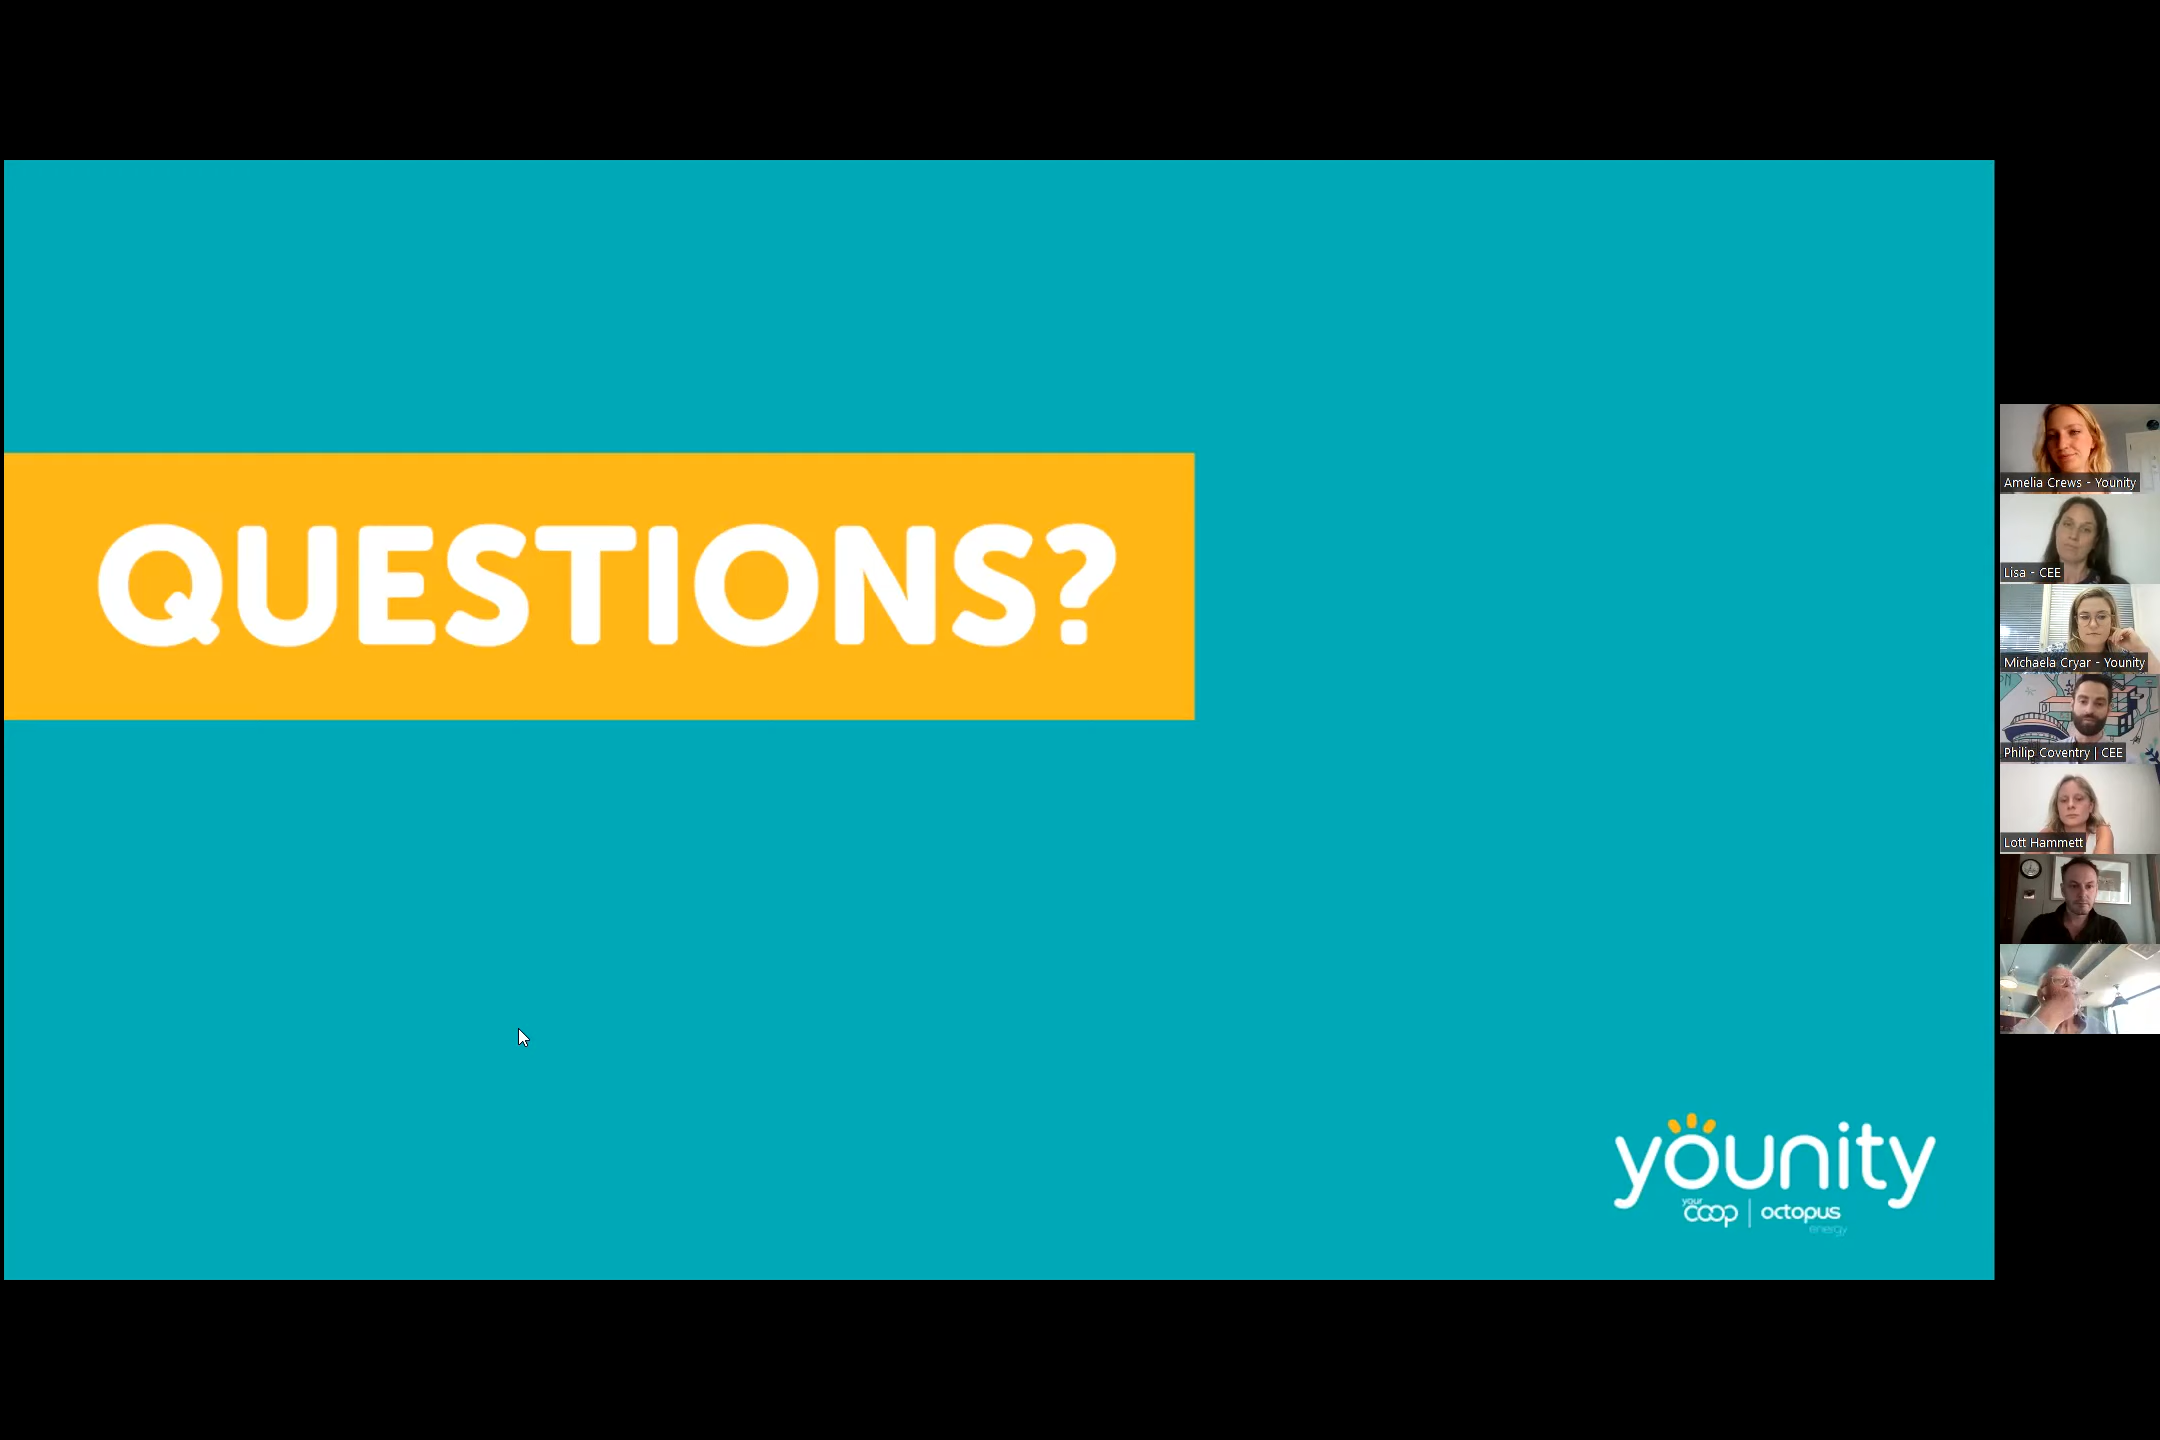 QUESTIONS?
Amelia Crews - Younity
Lisa - CEE
Michaela Cryar - Younity
Philip Coventry | CEE
Lott Hammett
younity
your coop | octopus energy